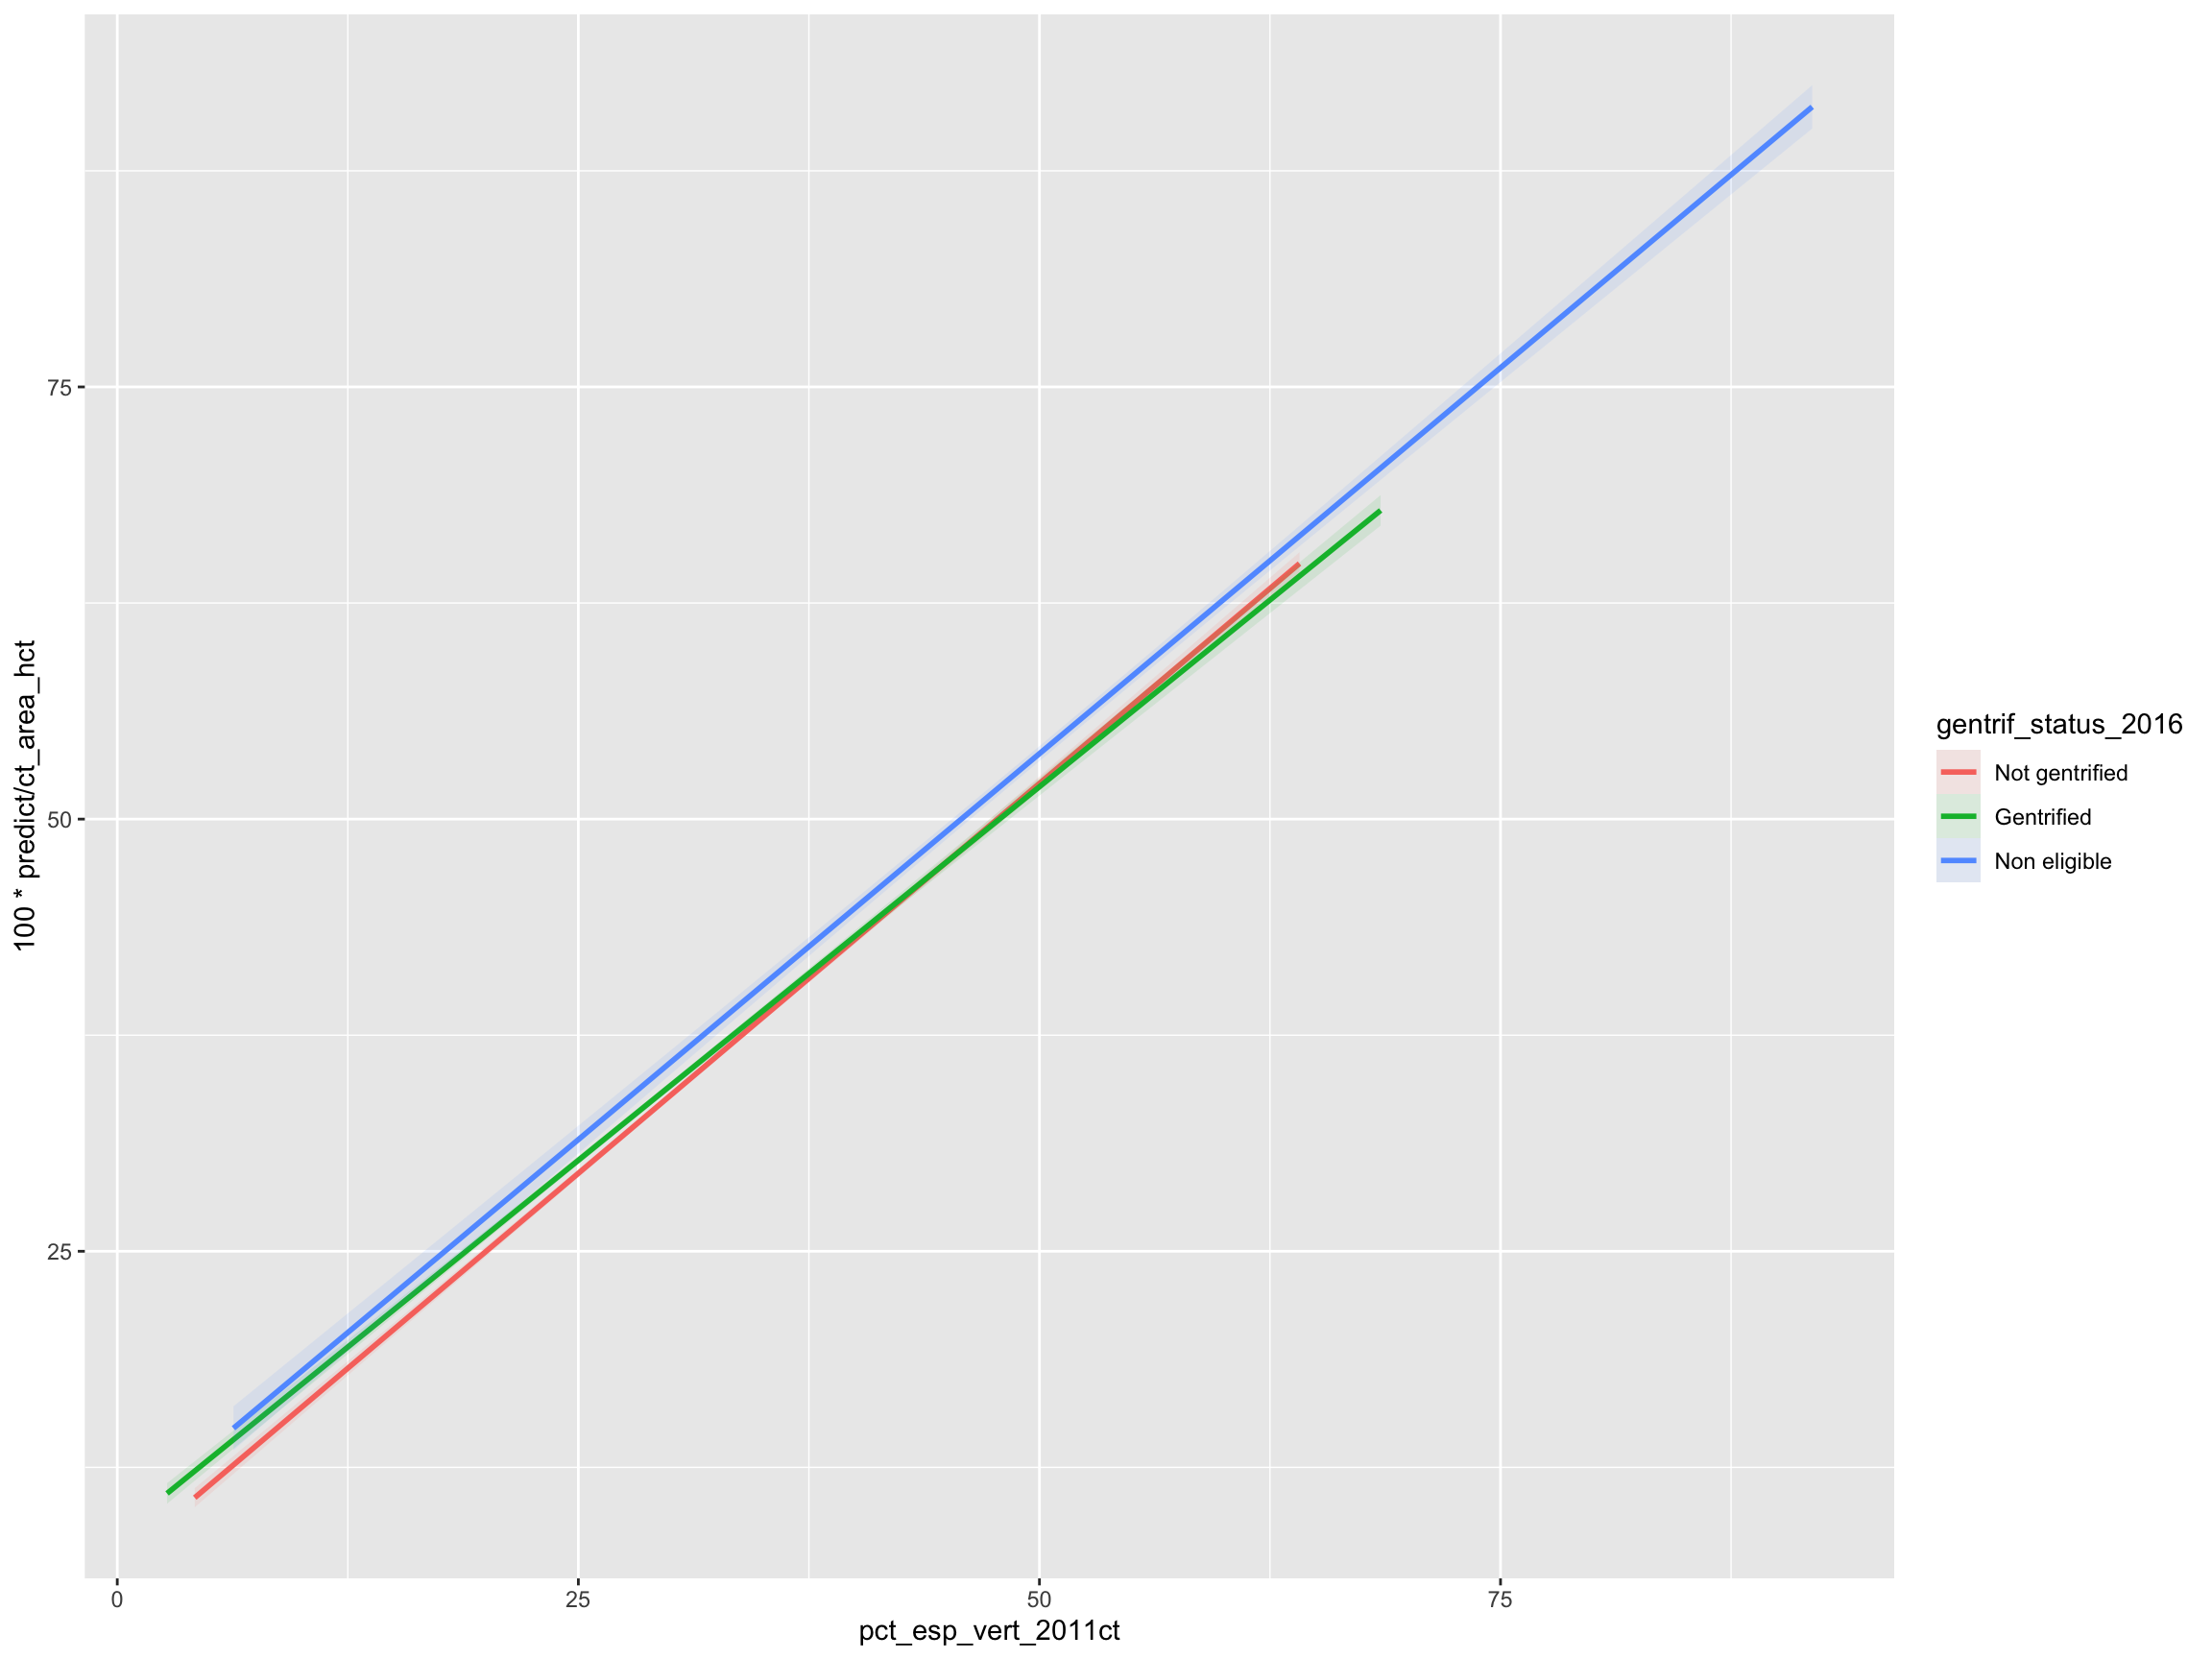 100 * predict/ct_area_hct
75
50
25
0
25
50
75
pct_esp_vert_2011ct
gentrif_status_2016
Not gentrified
Gentrified
Non eligible